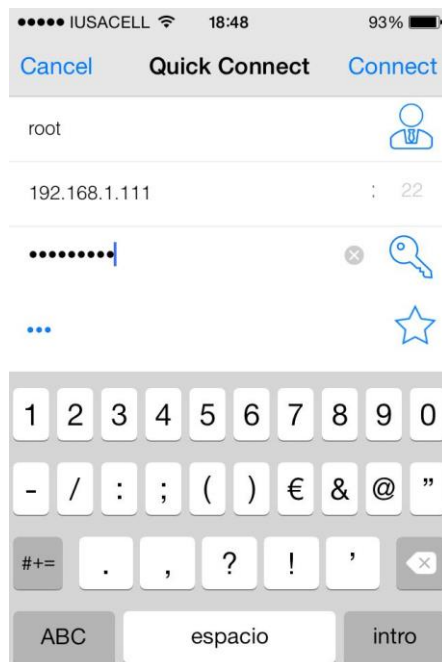 ●●●●● IUSACELL 18:48 93%
Cancel Quick Connect Connect
root
192.168.1.111 : 22
●●●●●●●●●
•••
1 2 3 4 5 6 7 8 9 0
- / : ; ( ) € & @ ”
#+= . , ? ! ’
ABC espacio intro